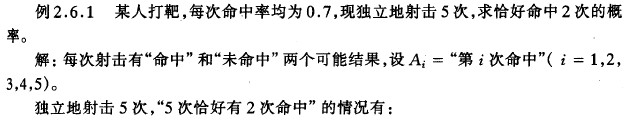 例2.6.1 某人打靶,每次命中率均为0.7,现独立地射击5次,求恰好命中2次的概
率。
解:每次射击有“命中”和“未命中”两个可能结果,设 Aᵢ = “第 i 次命中”( i = 1,2,
3,4,5)。
独立地射击5次,“5次恰好有2次命中”的情况有: